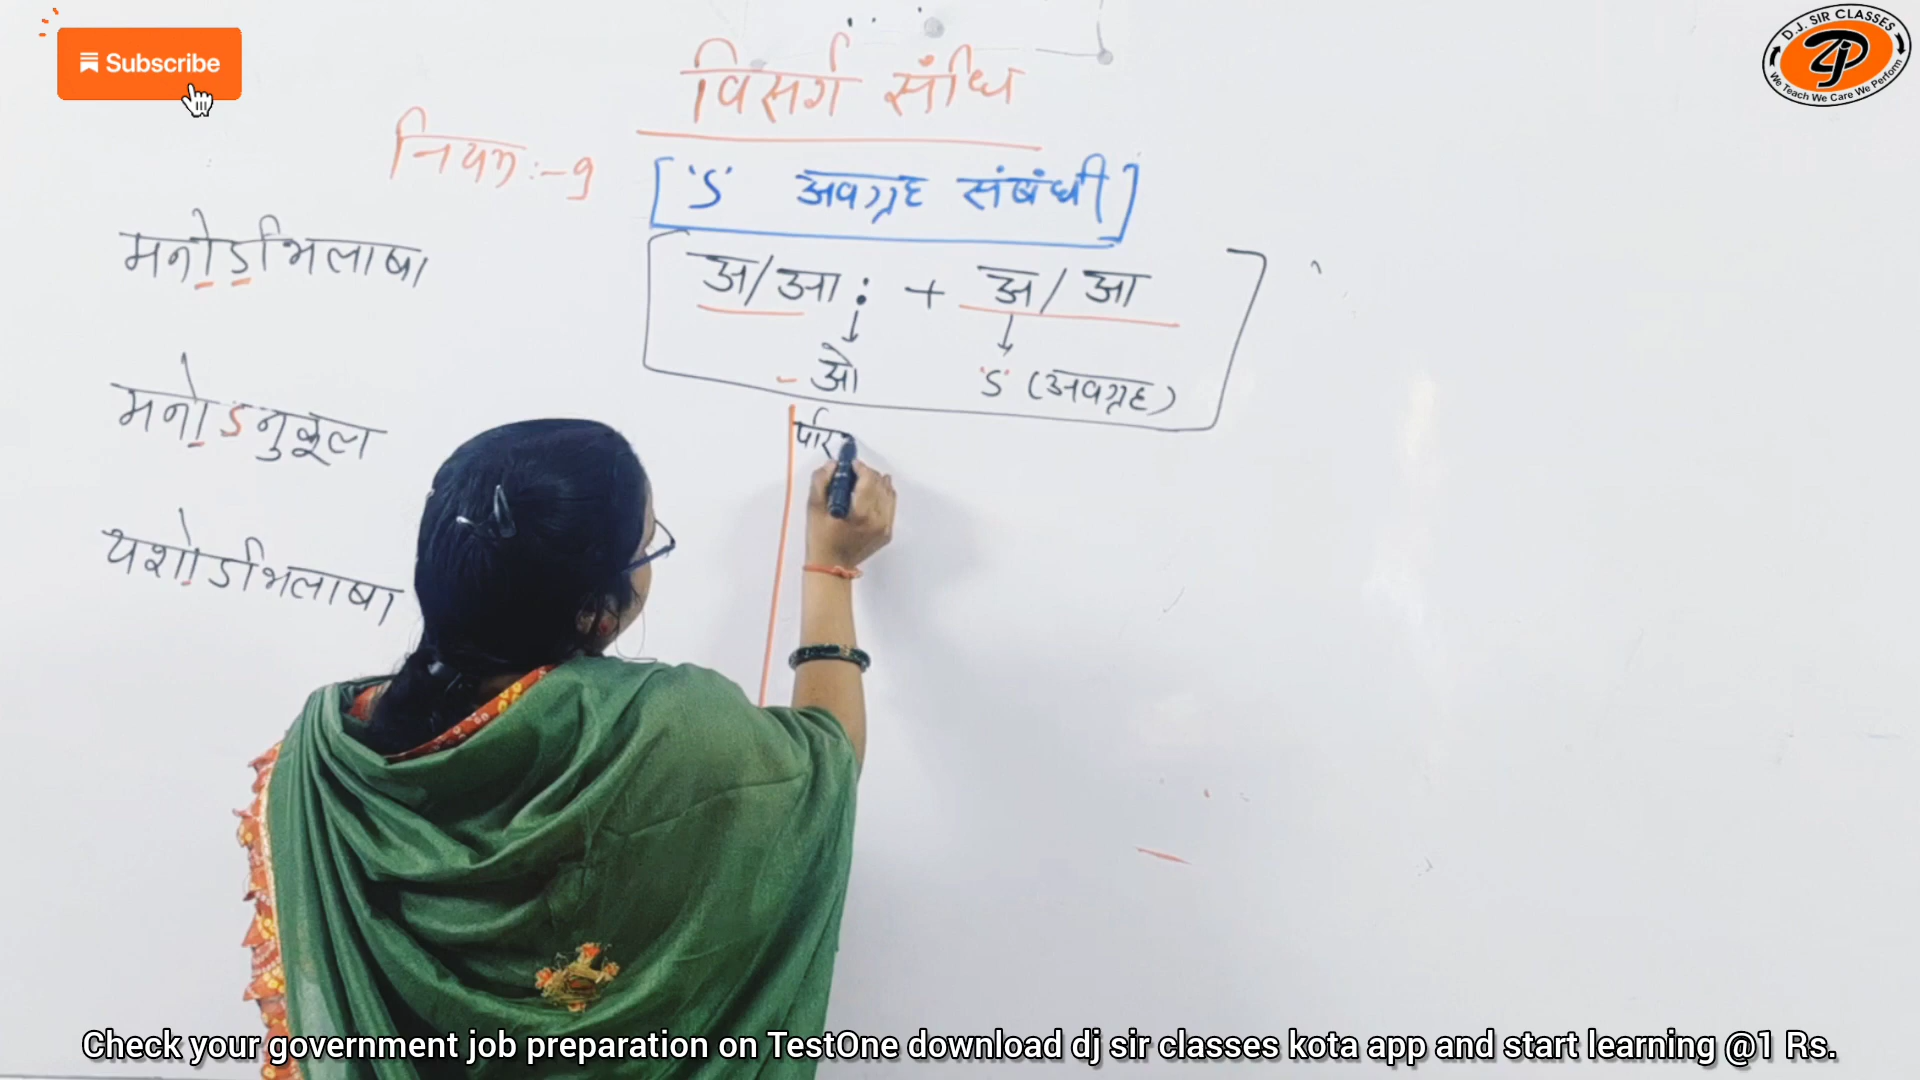 Subscribe
D.J. SIR CLASSES
We Teach We Care We Perform
विसर्ग संधि
नियम :- 9
['ऽ' अवग्रह संबंधी]
अ/आ : + अ/आ
ओ 'ऽ' (अवग्रह)
मनोऽभिलाषा
मनोऽनुकूल
यशोऽभिलाषा
Check your government job preparation on TestOne download dj sir classes kota app and start learning @1 Rs.